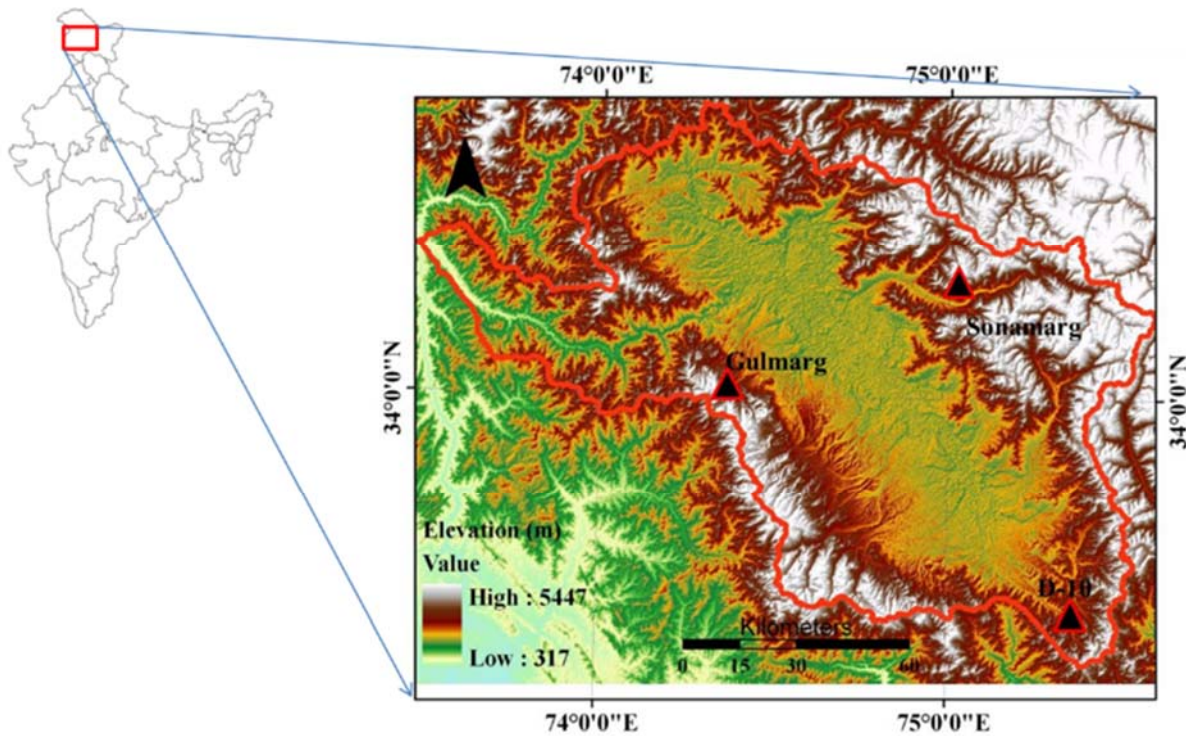 74°0'0"E 75°0'0"E
N
Sonamarg
Gulmarg
34°0'0"N 34°0'0"N
Elevation (m)
Value
High : 5447
Low : 317
D-10
Kilometers
0 15 30 60
74°0'0"E 75°0'0"E